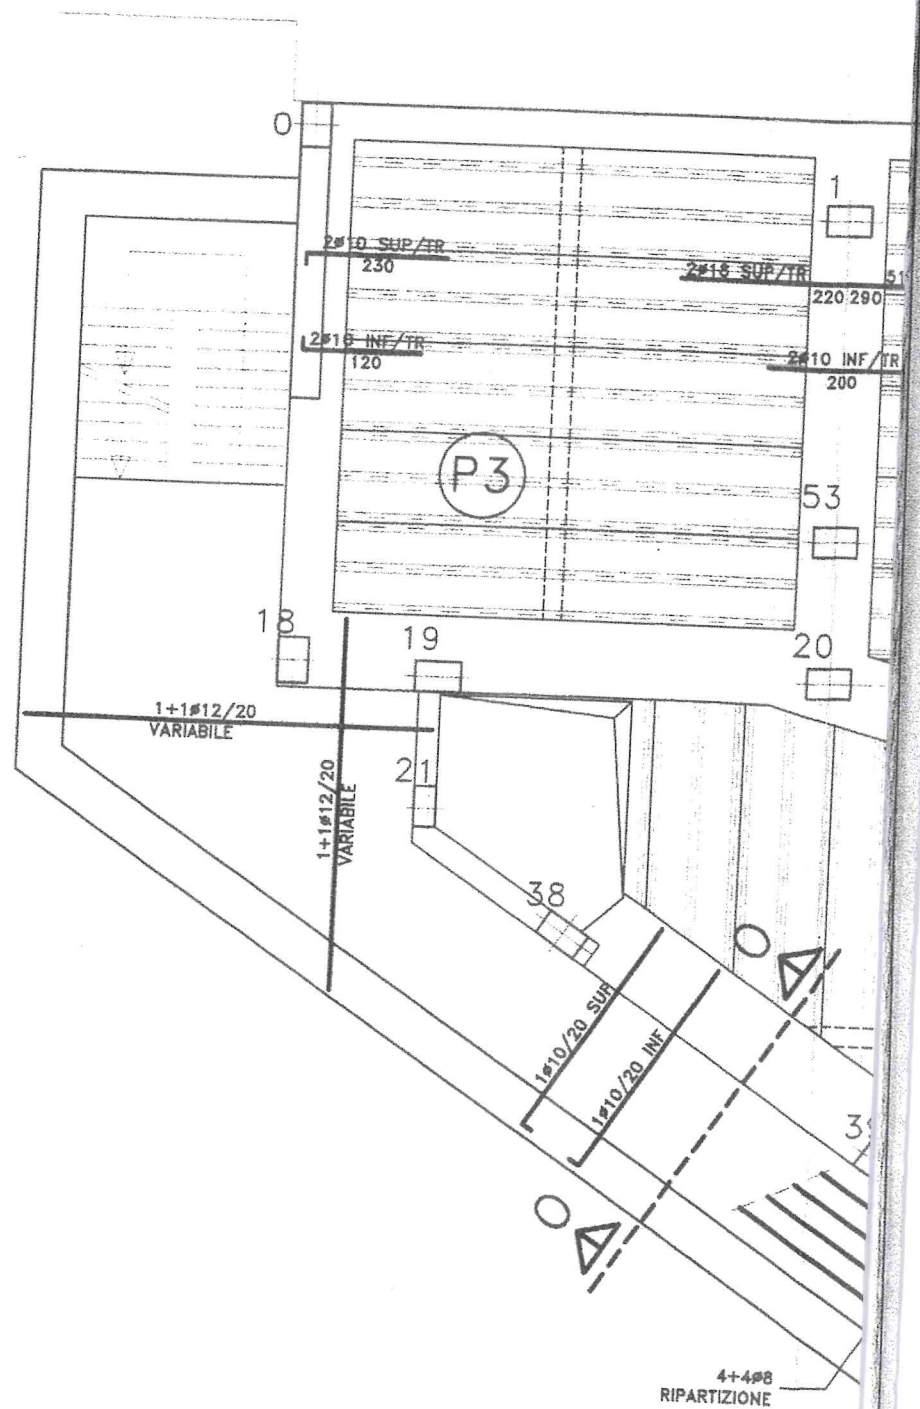 0
1
2ø10 SUP/TR
230
2ø18 SUP/TR
220 290
2ø10 INF/TR
120
2ø10 INF/TR
200
P3
53
18
19
20
1+1ø12/20
VARIABILE
21
1+1ø12/20
VARIABILE
38
O
1ø10/20 SUP
1ø10/20 INF
O
4+4ø8
RIPARTIZIONE